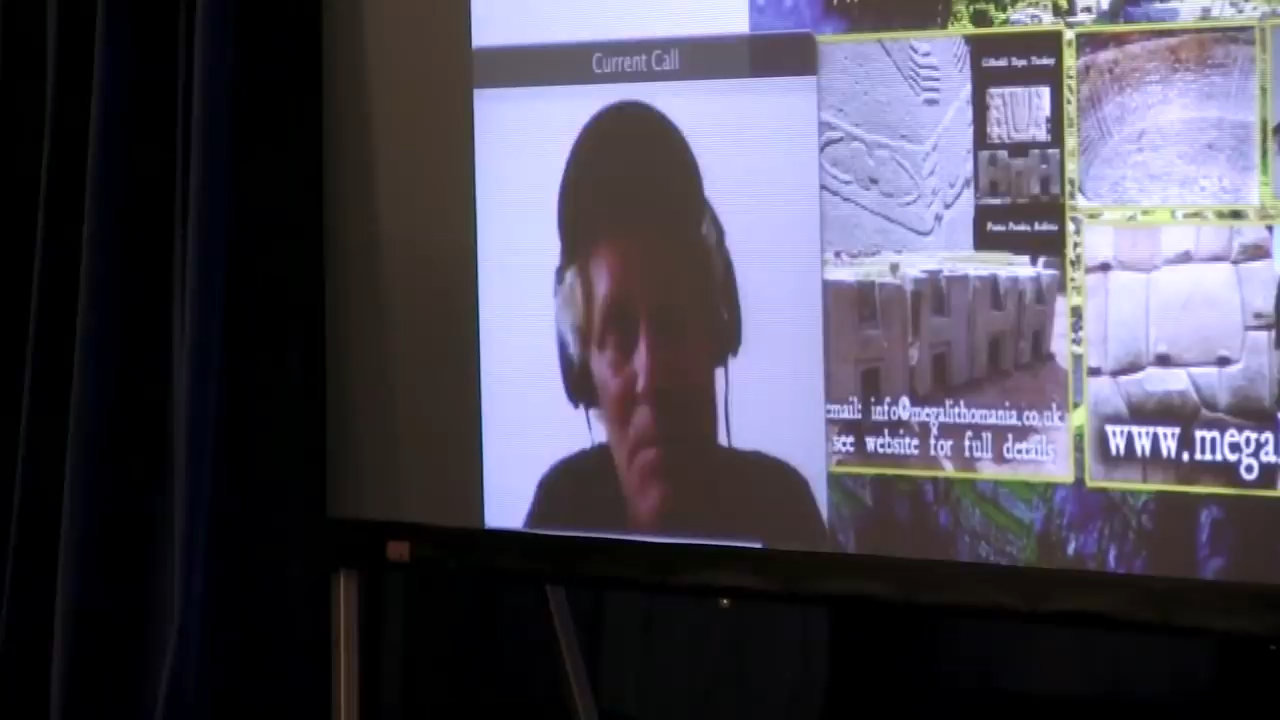 Current Call
Göbekli Tepe, Turkey
Puma Punku, Bolivia
email: info@megalithomania.co.uk
see website for full details
www.mega